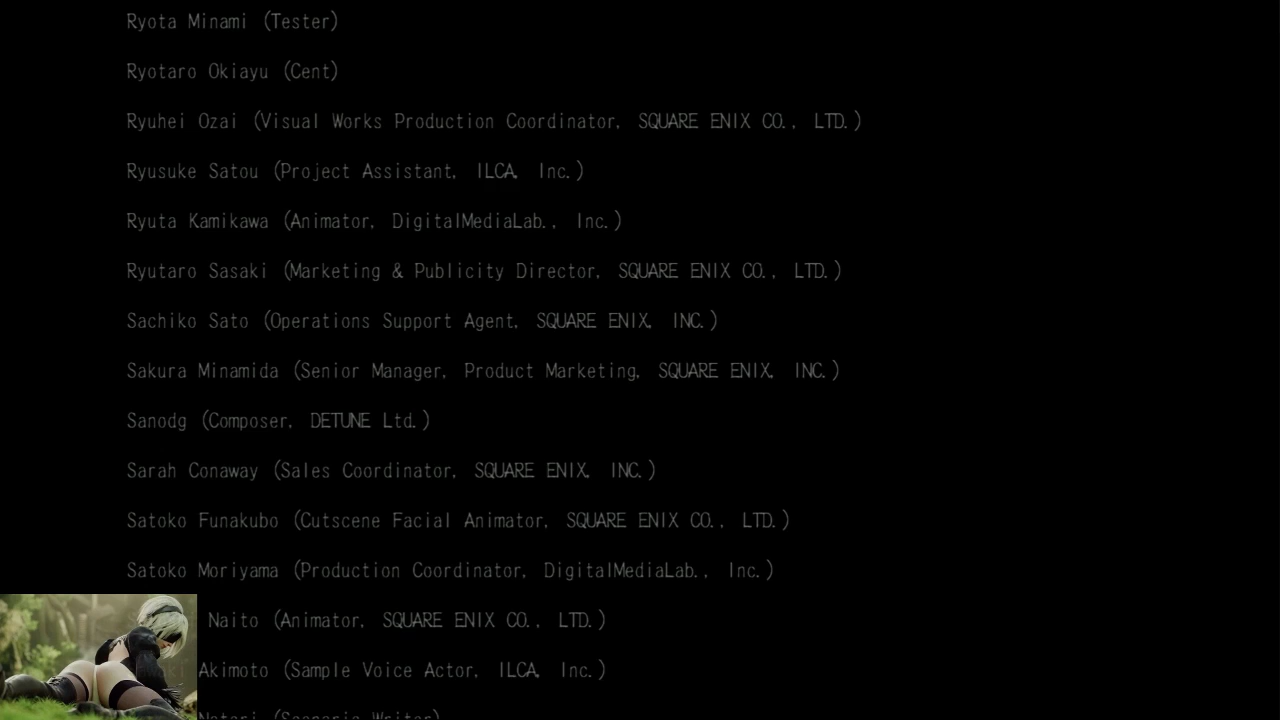 Ryota Minami (Tester)
Ryotaro Okiayu (Cent)
Ryuhei Ozai (Visual Works Production Coordinator, SQUARE ENIX CO., LTD.)
Ryusuke Satou (Project Assistant, ILCA, Inc.)
Ryuta Kamikawa (Animator, DigitalMediaLab., Inc.)
Ryutaro Sasaki (Marketing & Publicity Director, SQUARE ENIX CO., LTD.)
Sachiko Sato (Operations Support Agent, SQUARE ENIX, INC.)
Sakura Minamida (Senior Manager, Product Marketing, SQUARE ENIX, INC.)
Sanodg (Composer, DETUNE Ltd.)
Sarah Conaway (Sales Coordinator, SQUARE ENIX, INC.)
Satoko Funakubo (Cutscene Facial Animator, SQUARE ENIX CO., LTD.)
Satoko Moriyama (Production Coordinator, DigitalMediaLab., Inc.)
Naito (Animator, SQUARE ENIX CO., LTD.)
Akimoto (Sample Voice Actor, ILCA, Inc.)
(Scenario Writer)